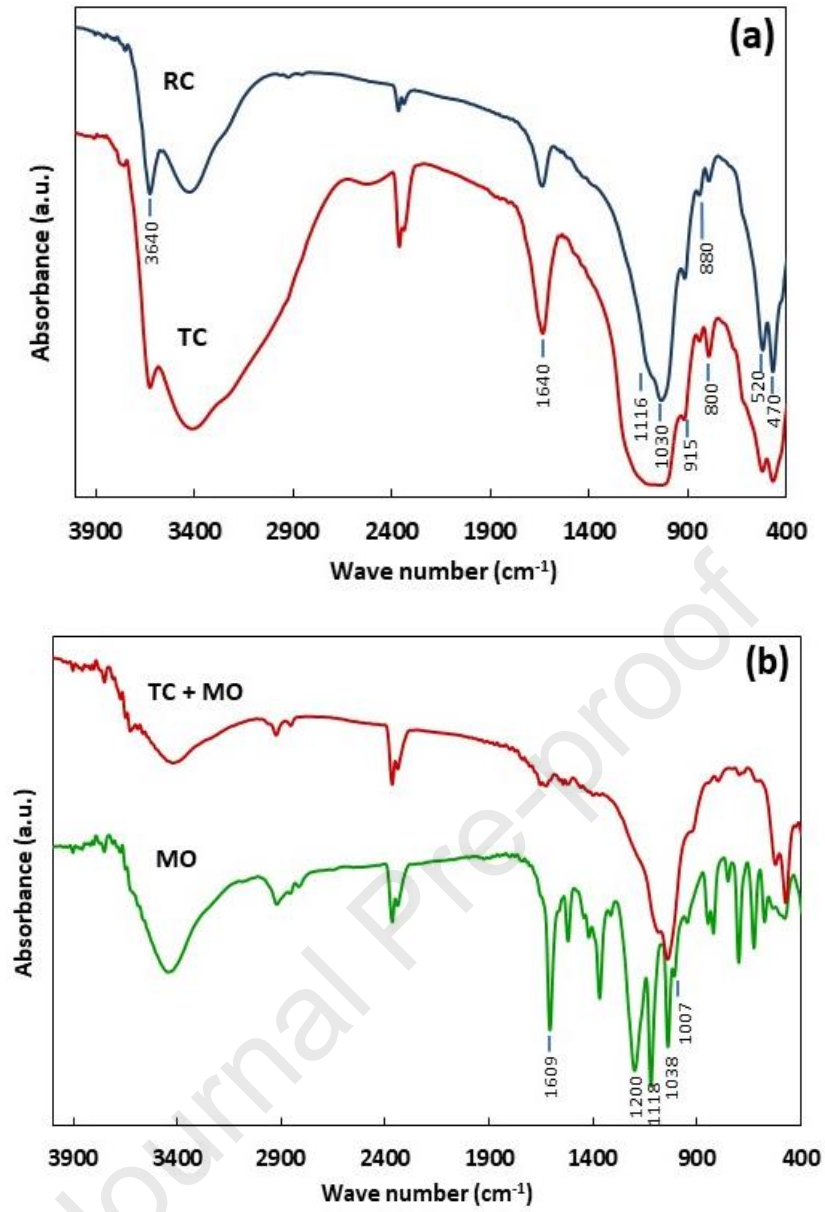 (a)
RC
3640
TC
1640
1116
1030
915
880
800
520
470
Absorbance (a.u.)
3900 3400 2900 2400 1900 1400 900 400
Wave number (cm-1)
(b)
TC + MO
MO
1609
1200
1118
1038
1007
Absorbance (a.u.)
3900 3400 2900 2400 1900 1400 900 400
Wave number (cm-1)
Journal Pre-proof